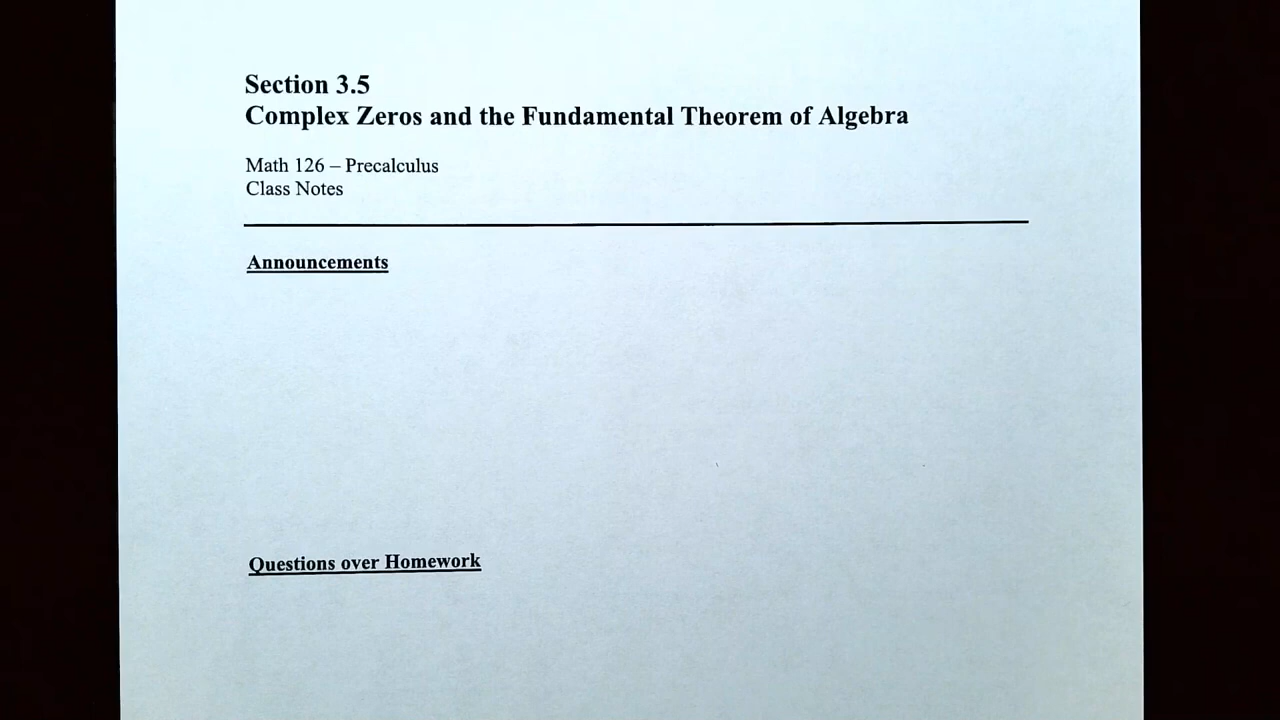 Section 3.5
Complex Zeros and the Fundamental Theorem of Algebra
Math 126 – Precalculus
Class Notes
Announcements
Questions over Homework